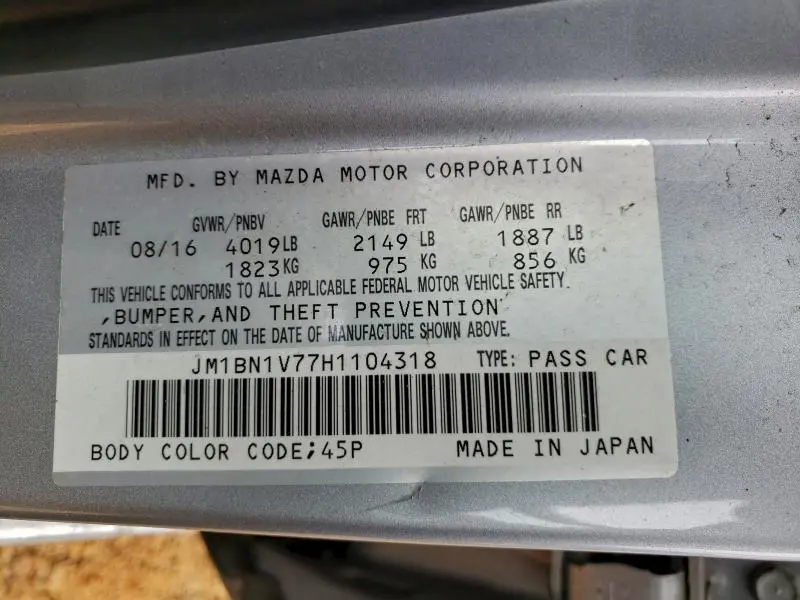 MFD. BY MAZDA MOTOR CORPORATION
DATE GVWR/PNBV GAWR/PNBE FRT GAWR/PNBE RR
08/16 4019LB 2149 LB 1887 LB
1823KG 975 KG 856 KG
THIS VEHICLE CONFORMS TO ALL APPLICABLE FEDERAL MOTOR VEHICLE SAFETY.
,BUMPER,AND THEFT PREVENTION
STANDARDS IN EFFECT ON THE DATE OF MANUFACTURE SHOWN ABOVE.
JM1BN1V77H1104318 TYPE: PASS CAR
BODY COLOR CODE;45P MADE IN JAPAN